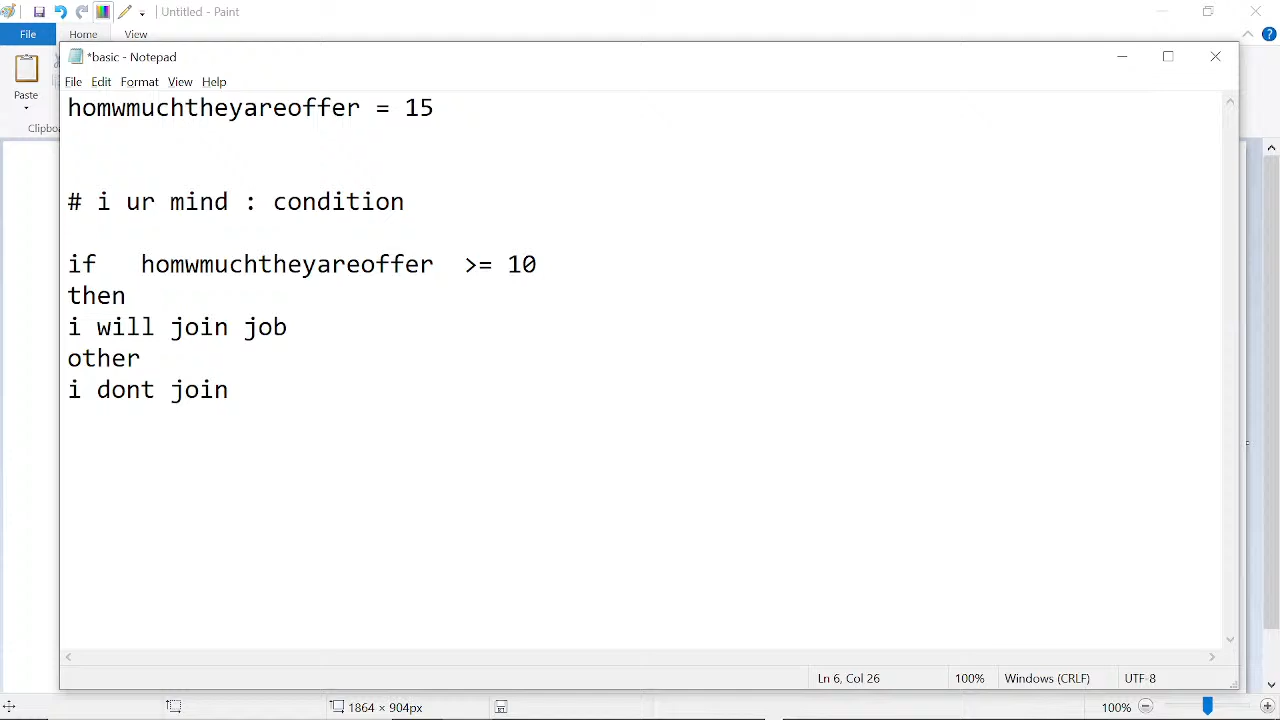 Untitled - Paint
File Home View
*basic - Notepad
File Edit Format View Help
Paste
Clipbo
homwmuchtheyareoffer = 15
# i ur mind : condition
if homwmuchtheyareoffer >= 10
then
i will join job
other
i dont join
Ln 6, Col 26 100% Windows (CRLF) UTF-8
1864 × 904px 100%